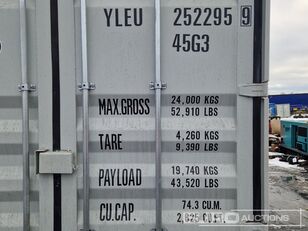 YLEU 252295 9
45G3
MAX.GROSS 24,000 KGS
52,910 LBS
TARE 4,260 KGS
9,390 LBS
PAYLOAD 19,740 KGS
43,520 LBS
CU.CAP. 74.3 CU.M.
AUCTIONS